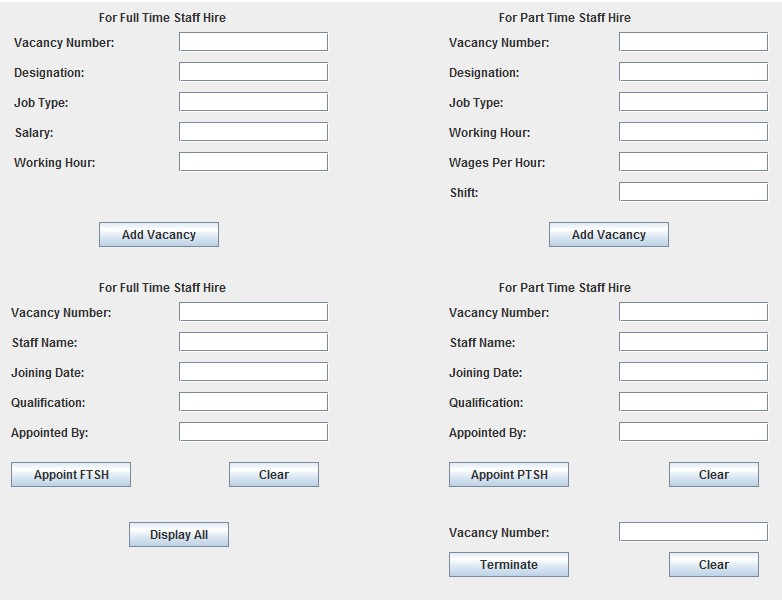 For Full Time Staff Hire
Vacancy Number:
Designation:
Job Type:
Salary:
Working Hour:
Add Vacancy
For Part Time Staff Hire
Vacancy Number:
Designation:
Job Type:
Working Hour:
Wages Per Hour:
Shift:
Add Vacancy
For Full Time Staff Hire
Vacancy Number:
Staff Name:
Joining Date:
Qualification:
Appointed By:
Appoint FTSH Clear
Display All
For Part Time Staff Hire
Vacancy Number:
Staff Name:
Joining Date:
Qualification:
Appointed By:
Appoint PTSH Clear
Vacancy Number:
Terminate Clear